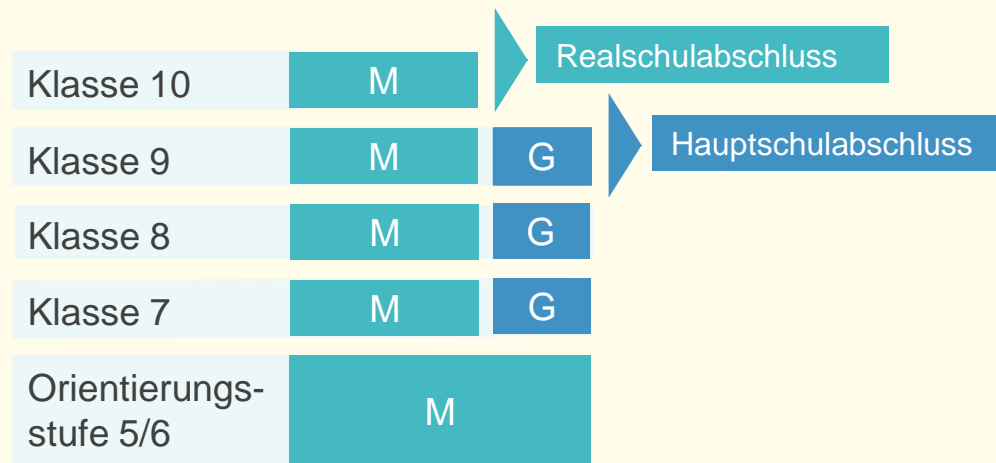 Realschulabschluss
Klasse 10 M
Klasse 9 M G
Hauptschulabschluss
Klasse 8 M G
Klasse 7 M G
Orientierungs-
stufe 5/6
M